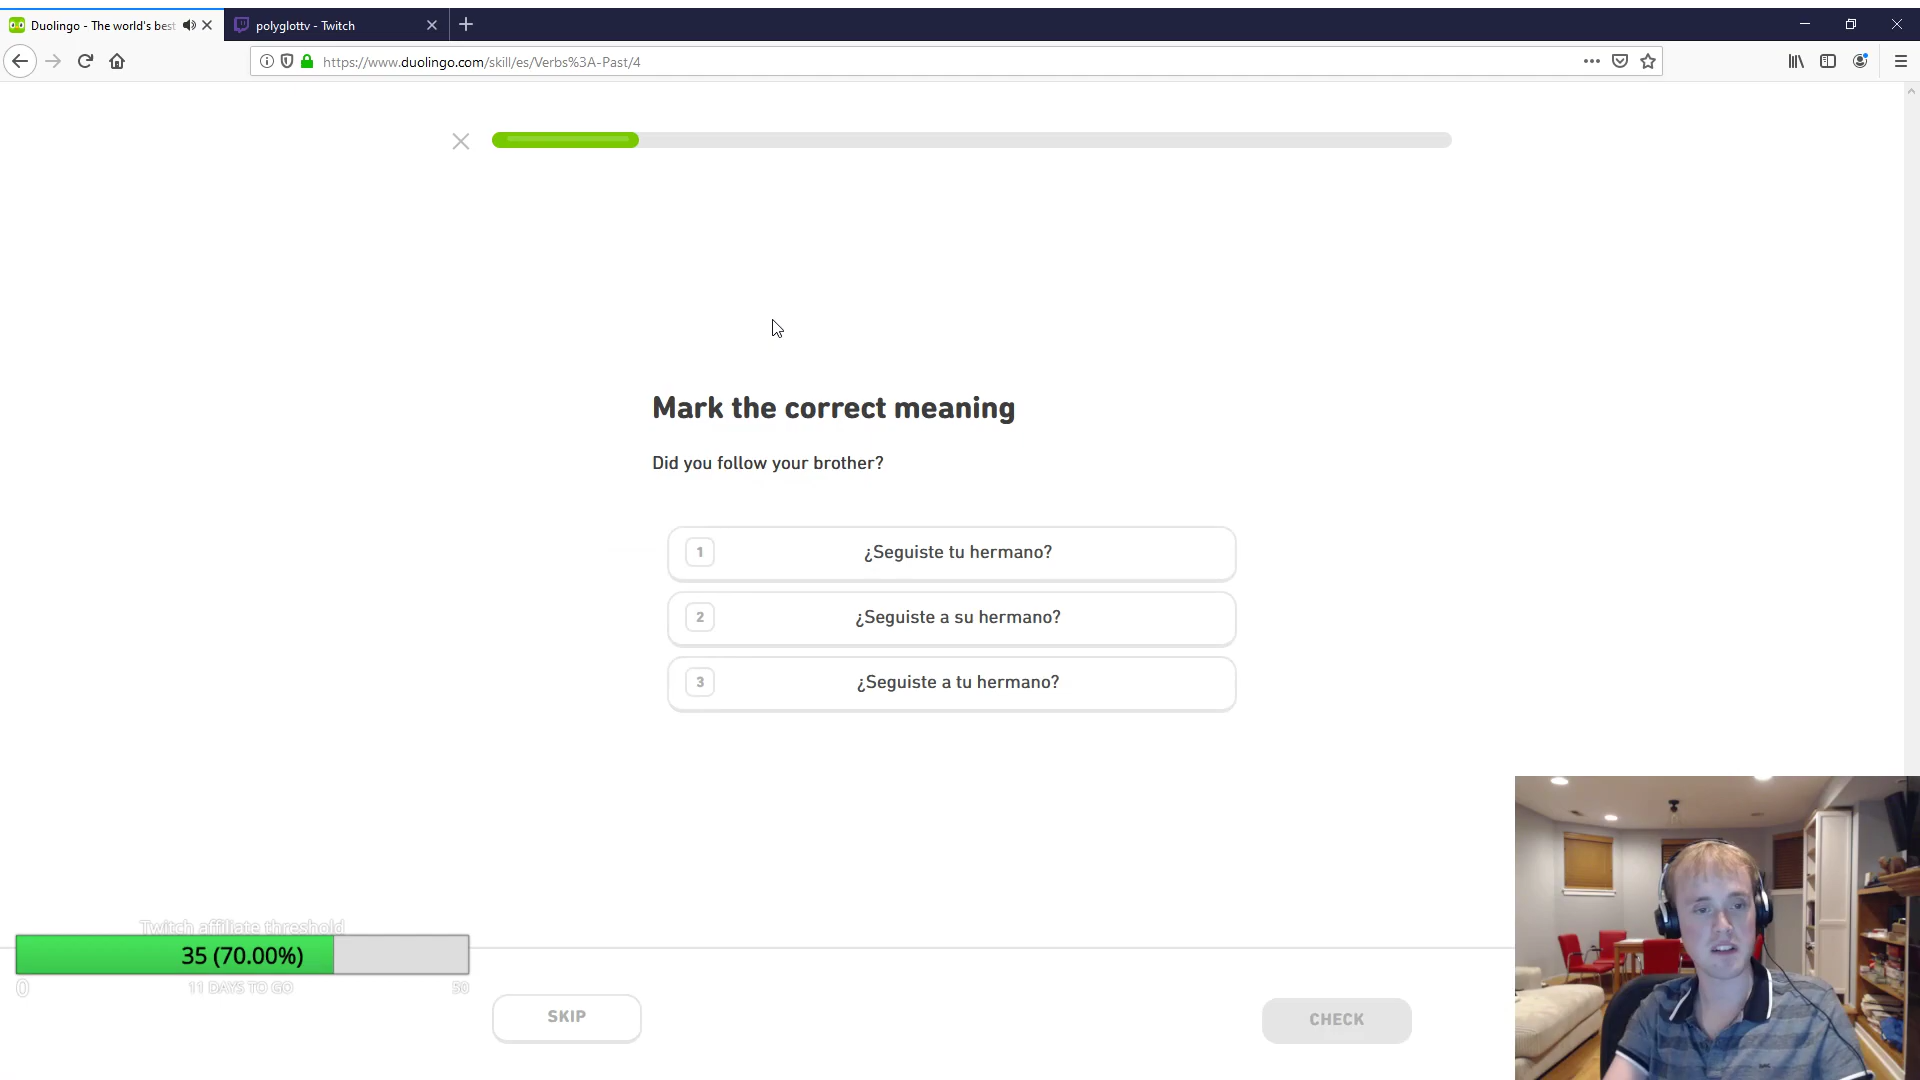 Duolingo - The world's best
polyglottv - Twitch
https://www.duolingo.com/skill/es/Verbs%3A-Past/4
Mark the correct meaning
Did you follow your brother?
1 ¿Seguiste tu hermano?
2 ¿Seguiste a su hermano?
3 ¿Seguiste a tu hermano?
Twitch affiliate threshold
35 (70.00%)
0 11 DAYS TO GO 50
SKIP
CHECK